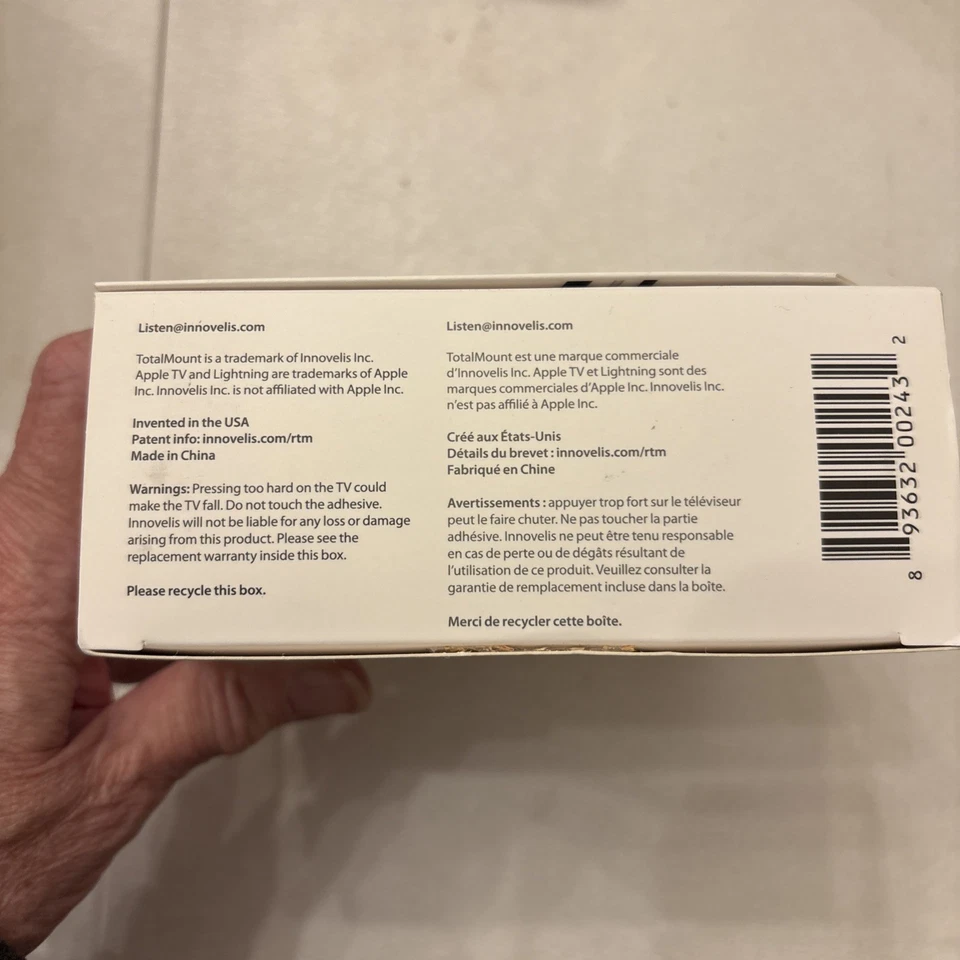 Listen@innovelis.com
TotalMount is a trademark of Innovelis Inc.
Apple TV and Lightning are trademarks of Apple
Inc. Innovelis Inc. is not affiliated with Apple Inc.
Invented in the USA
Patent info: innovelis.com/rtm
Made in China
Warnings: Pressing too hard on the TV could
make the TV fall. Do not touch the adhesive.
Innovelis will not be liable for any loss or damage
arising from this product. Please see the
replacement warranty inside this box.
Please recycle this box.
Listen@innovelis.com
TotalMount est une marque commerciale
d'Innovelis Inc. Apple TV et Lightning sont des
marques commerciales d'Apple Inc. Innovelis Inc.
n'est pas affilié à Apple Inc.
Créé aux États-Unis
Détails du brevet : innovelis.com/rtm
Fabriqué en Chine
Avertissements : appuyer trop fort sur le téléviseur
peut le faire chuter. Ne pas toucher la partie
adhésive. Innovelis ne peut être tenu responsable
en cas de perte ou de dégâts résultant de
l'utilisation de ce produit. Veuillez consulter la
garantie de remplacement incluse dans la boîte.
Merci de recycler cette boîte.
8 93632 00243 2